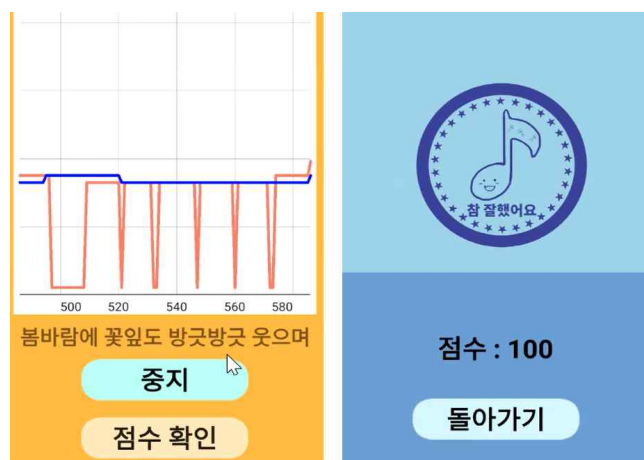 500 520 540 560 580
봄바람에 꽃잎도 방긋방긋 웃으며
중지
점수 확인
참 잘했어요
점수 : 100
돌아가기